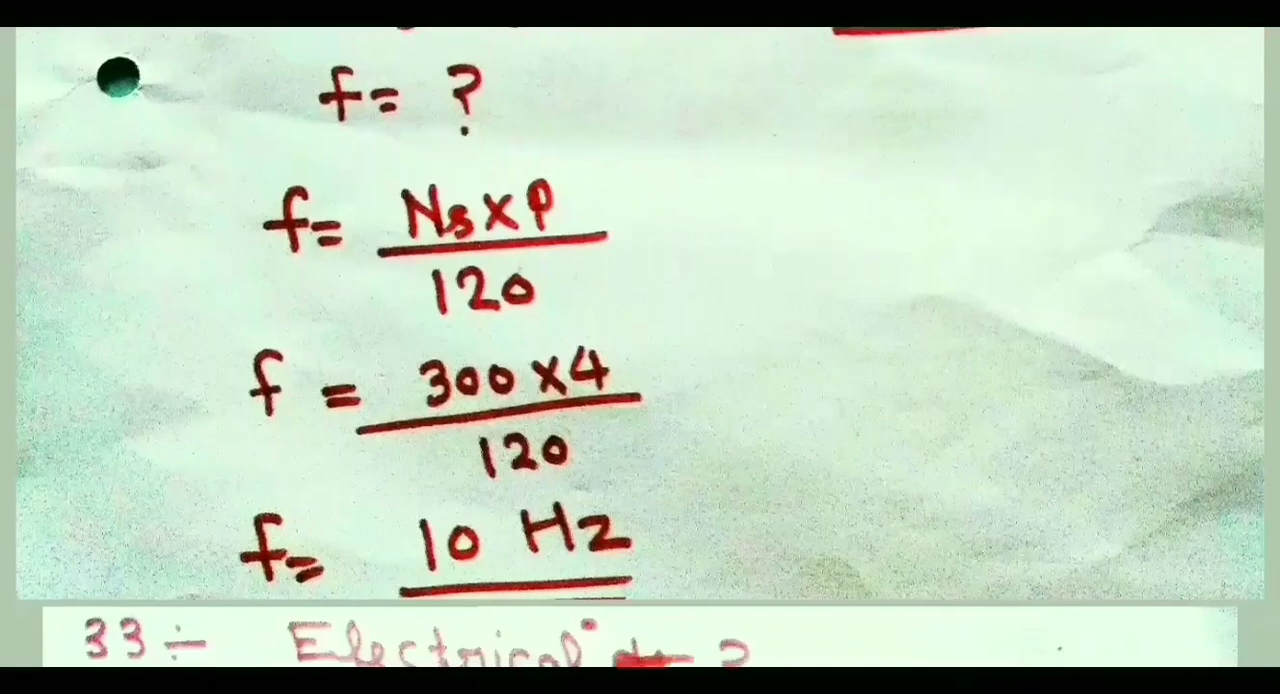 f= ?
f= Ns x P
120
f = 300 x 4
120
f= 10 Hz
33 ÷ Electrical